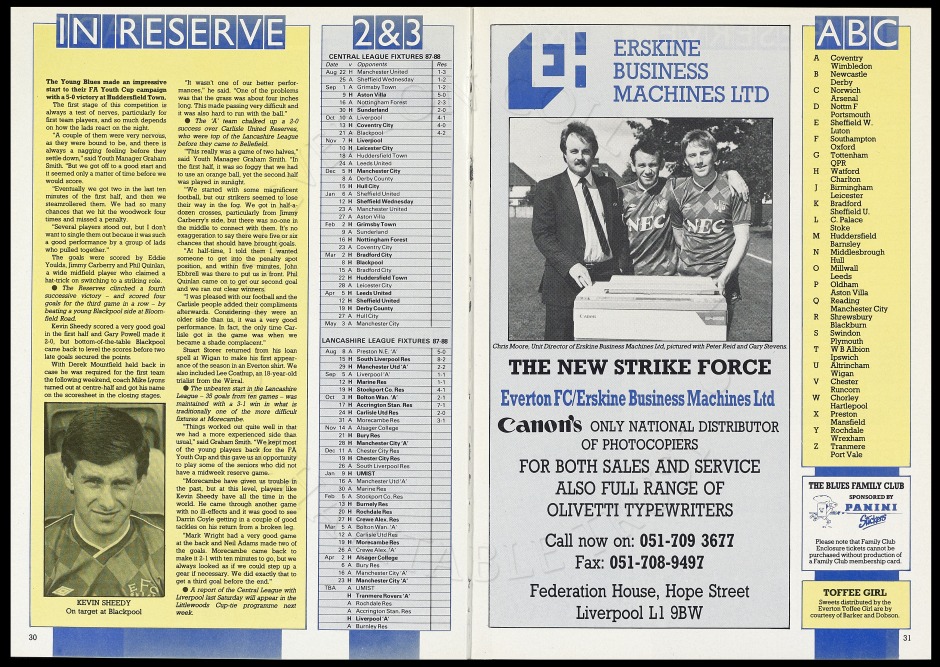 IN RESERVE
The Young Blues made an impressive
start to their FA Youth Cup campaign
with a 5-0 victory at Huddersfield Town.
The first stage of this competition is
always a test of nerves, particularly for
first team players, and so much depends
on how the lads react on the night.
"A couple of them were very nervous,
as they were bound to be, and there is
always a nagging feeling before they
settle down," said Youth Manager Graham
Smith. "But we got off to a good start and
it seemed only a matter of time before we
would score.
"Eventually we got two in the last ten
minutes of the first half, and then we
steamrollered them. We had so many
chances that we hit the woodwork four
times and missed a penalty.
"Several players stood out, but I don't
want to single them out because it was such
a good performance by a group of lads
who pulled together."
The goals were scored by Eddie
Youlds, Jimmy Carberry and Phil Quinlan,
a wide midfield player who claimed a
hat-trick on switching to a striking role.
● The Reserves clinched a fourth
successive victory – and scored four
goals for the third game in a row – by
beating a young Blackpool side at Bloom-
field Road.
Kevin Sheedy scored a very good goal
in the first half and Gary Powell made it
2-0, but bottom-of-the-table Blackpool
came back to level the scores before two
late goals secured the points.
With Derek Mountfield held back in
case he was required for the first team
the following weekend, coach Mike Lyons
turned out at centre-half and got his name
on the scoresheet in the closing stages.
KEVIN SHEEDY
On target at Blackpool
30
"It wasn't one of our better perfor-
mances," he said. "One of the problems
was that the grass was about four inches
long. This made passing very difficult and
it was also hard to run with the ball."
● The 'A' team chalked up a 2-0
success over Carlisle United Reserves,
who were top of the Lancashire League
before they came to Bellefield.
"This really was a game of two halves,"
said Youth Manager Graham Smith. "In
the first half, it was so foggy that we had
to use an orange ball, yet the second half
was played in sunlight.
"We started with some magnificent
football, but our strikers seemed to lose
their way in the fog. We got in half-a-
dozen crosses, particularly from Jimmy
Carberry's side, but there was no-one in
the middle to connect with them. It's no
exaggeration to say there were five or six
chances that should have brought goals.
"At half-time, I told them I wanted
someone to get into the penalty spot
position, and within five minutes, John
Ebbrell was there to put us in front. Phil
Quinlan came on to get our second goal
and we ran out clear winners.
"I was pleased with our football and the
Carlisle people added their compliments
afterwards. Considering they were an
older side than us, it was a very good
performance. In fact, the only time Car-
lisle got in the game was when we
became a shade complacent."
Stuart Storer returned from his loan
spell at Wigan to make his first appear-
ance of the season in an Everton shirt. We
also included Lee Costhup, an 18-year-old
trialist from the Wirral.
● The unbeaten start in the Lancashire
League – 35 goals from ten games – was
maintained with a 3-1 win in what is
traditionally one of the more difficult
fixtures at Morecambe.
"Things worked out quite well in that
we had a more experienced side than
usual," said Graham Smith. "We kept most
of the young players back for the FA
Youth Cup and this gave us an opportunity
to play some of the seniors who did not
have a midweek reserve game.
"Morecambe have given us trouble in
the past, but at this level, players like
Kevin Sheedy have all the time in the
world. He came through another game
with no ill-effects and it was good to see
Darrin Coyle getting in a couple of good
tackles on his return from a broken leg.
"Mark Wright had a very good game
at the back and Neil Adams made two of
the goals. Morecambe came back to
make it 2-1 with ten minutes to go, but we
always looked as if we could step up a
gear if necessary. We did exactly that to
get a third goal before the end."
● A report of the Central League with
Liverpool last Saturday will appear in the
Littlewoods Cup-tie programme next
week.
2&3
CENTRAL LEAGUE FIXTURES 87-88
Date v Opponents Res
Aug 22 H Manchester United 1-3
25 A Sheffield Wednesday 1-2
Sep 1 A Grimsby Town 1-2
9 H Aston Villa 5-0
16 A Nottingham Forest 2-3
30 H Sunderland 2-0
Oct 10 A Liverpool 4-1
13 H Coventry City 4-0
21 A Blackpool 4-2
Nov 7 H Liverpool
10 H Leicester City
18 A Huddersfield Town
24 A Leeds United
Dec 5 H Manchester City
8 A Derby County
15 H Hull City
Jan 6 A Sheffield United
12 H Sheffield Wednesday
23 A Manchester United
27 A Aston Villa
Feb 2 H Grimsby Town
9 A Sunderland
16 H Nottingham Forest
23 A Coventry City
Mar 2 H Bradford City
8 H Blackpool
15 A Bradford City
22 H Huddersfield Town
28 A Leicester City
Apr 5 H Leeds United
12 H Sheffield United
19 H Derby County
27 A Hull City
May 3 A Manchester City
LANCASHIRE LEAGUE FIXTURES 87-88
Aug 8 A Preston N.E. 'A' 5-0
15 H South Liverpool Res 8-2
29 H Manchester Utd 'A' 2-2
Sep 5 A Liverpool 'A' 1-1
12 H Marine Res 1-1
19 H Stockport Co. Res 4-1
Oct 3 H Bolton Wan. 'A' 2-1
17 H Accrington Stan. Res 7-1
24 H Carlisle Utd Res 2-0
31 A Morecambe Res 3-1
Nov 14 A Alsager College
21 H Bury Res
28 H Manchester City 'A'
Dec 11 A Chester City Res
19 H Chester City Res
26 A South Liverpool Res
Jan 9 H UMIST
16 A Manchester Utd 'A'
30 A Marine Res
Feb 5 A Stockport Co. Res
13 H Burnely Res
20 H Rochdale Res
27 H Crewe Alex. Res
Mar 5 A Bolton Wan. 'A'
12 A Carlisle Utd Res
19 H Morecambe Res
26 A Crewe Alex. 'A'
Apr 2 H Alsager College
6 A Bury Res
16 A Manchester City 'A'
23 H Manchester City 'A'
TBA A UMIST
H Tranmere Rovers 'A'
A Rochdale Res
A Accrington Stan. Res
H Liverpool 'A'
A Burnley Res
ERSKINE
BUSINESS
MACHINES LTD
NEC
NEC
Canon
Chris Moore, Unit Director of Erskine Business Machines Ltd, pictured with Peter Reid and Gary Stevens.
THE NEW STRIKE FORCE
Everton FC/Erskine Business Machines Ltd
Canon's ONLY NATIONAL DISTRIBUTOR
OF PHOTOCOPIERS
FOR BOTH SALES AND SERVICE
ALSO FULL RANGE OF
OLIVETTI TYPEWRITERS
Call now on: 051-709 3677
Fax: 051-708-9497
Federation House, Hope Street
Liverpool L1 9BW
ABC
A Coventry
Wimbledon
B Newcastle
Derby
C Norwich
Arsenal
D Nottm F
Portsmouth
E Sheffield W.
Luton
F Southampton
Oxford
G Tottenham
QPR
H Watford
Charlton
J Birmingham
Leicester
K Bradford
Sheffield U.
L C. Palace
Stoke
M Huddersfield
Barnsley
N Middlesbrough
Hull
O Millwall
Leeds
P Oldham
Aston Villa
Q Reading
Manchester City
R Shrewsbury
Blackburn
S Swindon
Plymouth
T W B Albion
Ipswich
U Altrincham
Wigan
V Chester
Runcorn
W Chorley
Hartlepool
X Preston
Mansfield
Y Rochdale
Wrexham
Z Tranmere
Port Vale
THE BLUES FAMILY CLUB
SPONSORED BY
PANINI
Stickers
Please note that Family Club
Enclosure tickets cannot be
purchased without production of
a Family Club membership card.
TOFFEE GIRL
Sweets distributed by the
Everton Toffee Girl are by
courtesy of Barker and Dobson.
31